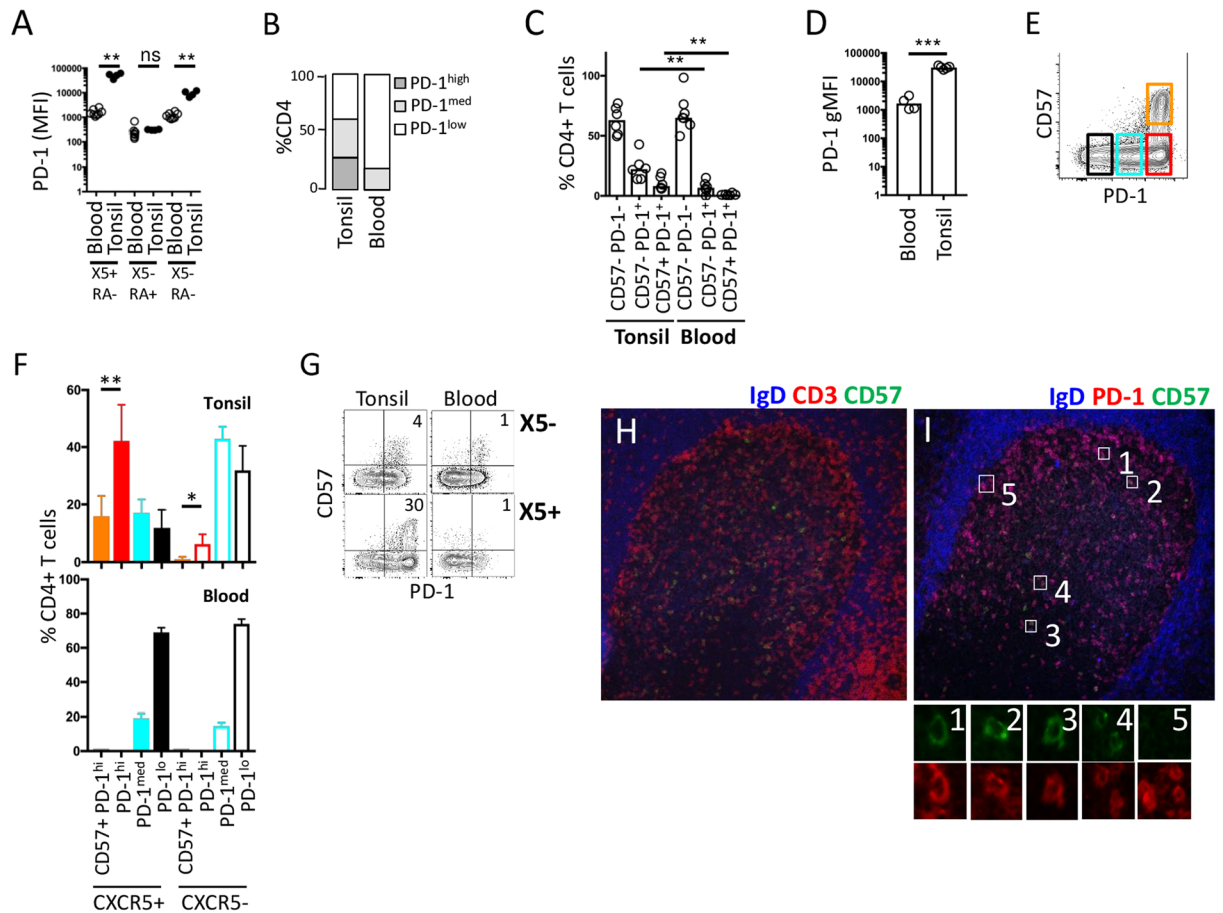 A
PD-1 (MFI)
** ns **
100000
10000
1000
100
10
1
Blood
Tonsil
Blood
Tonsil
Blood
Tonsil
X5+ X5- X5-
RA- RA+ RA-
B
%CD4
100
60
0
Tonsil
Blood
PD-1high
PD-1med
PD-1low
C
% CD4+ T cells
**
**
100
50
0
CD57- PD-1-
CD57- PD-1+
CD57+ PD-1+
CD57- PD-1-
CD57- PD-1+
CD57+ PD-1+
Tonsil Blood
D
PD-1 gMFI
***
100000
10000
1000
100
10
1
Blood
Tonsil
E
CD57
PD-1
F
% CD4+ T cells
60
40
20
0
**
*
Tonsil
100
80
60
40
20
0
Blood
CD57+ PD-1hi
PD-1hi
PD-1med
PD-1lo
CD57+ PD-1hi
PD-1hi
PD-1med
PD-1lo
CXCR5+ CXCR5-
G
Tonsil Blood
4 1 X5-
CD57
30 1 X5+
PD-1
IgD CD3 CD57
H
IgD PD-1 CD57
I
1
2
5
4
3
1 2 3 4 5